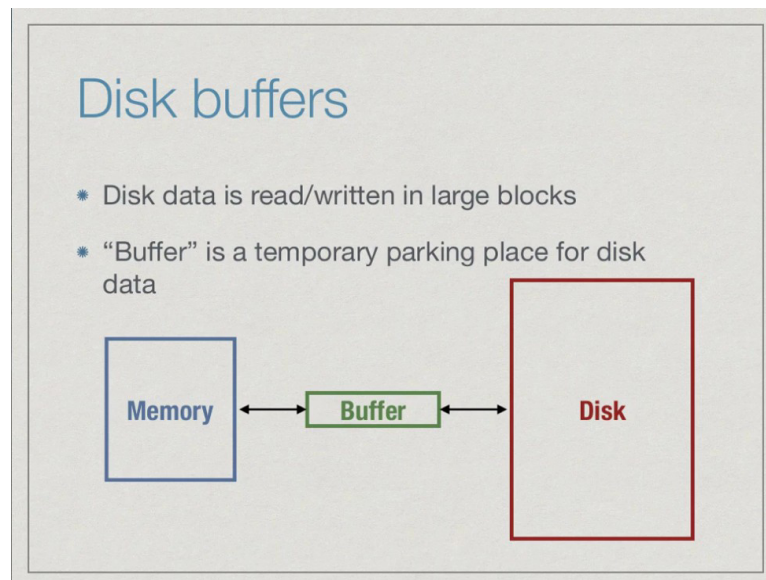 Disk buffers
Disk data is read/written in large blocks
“Buffer” is a temporary parking place for disk
data
Memory
Buffer
Disk